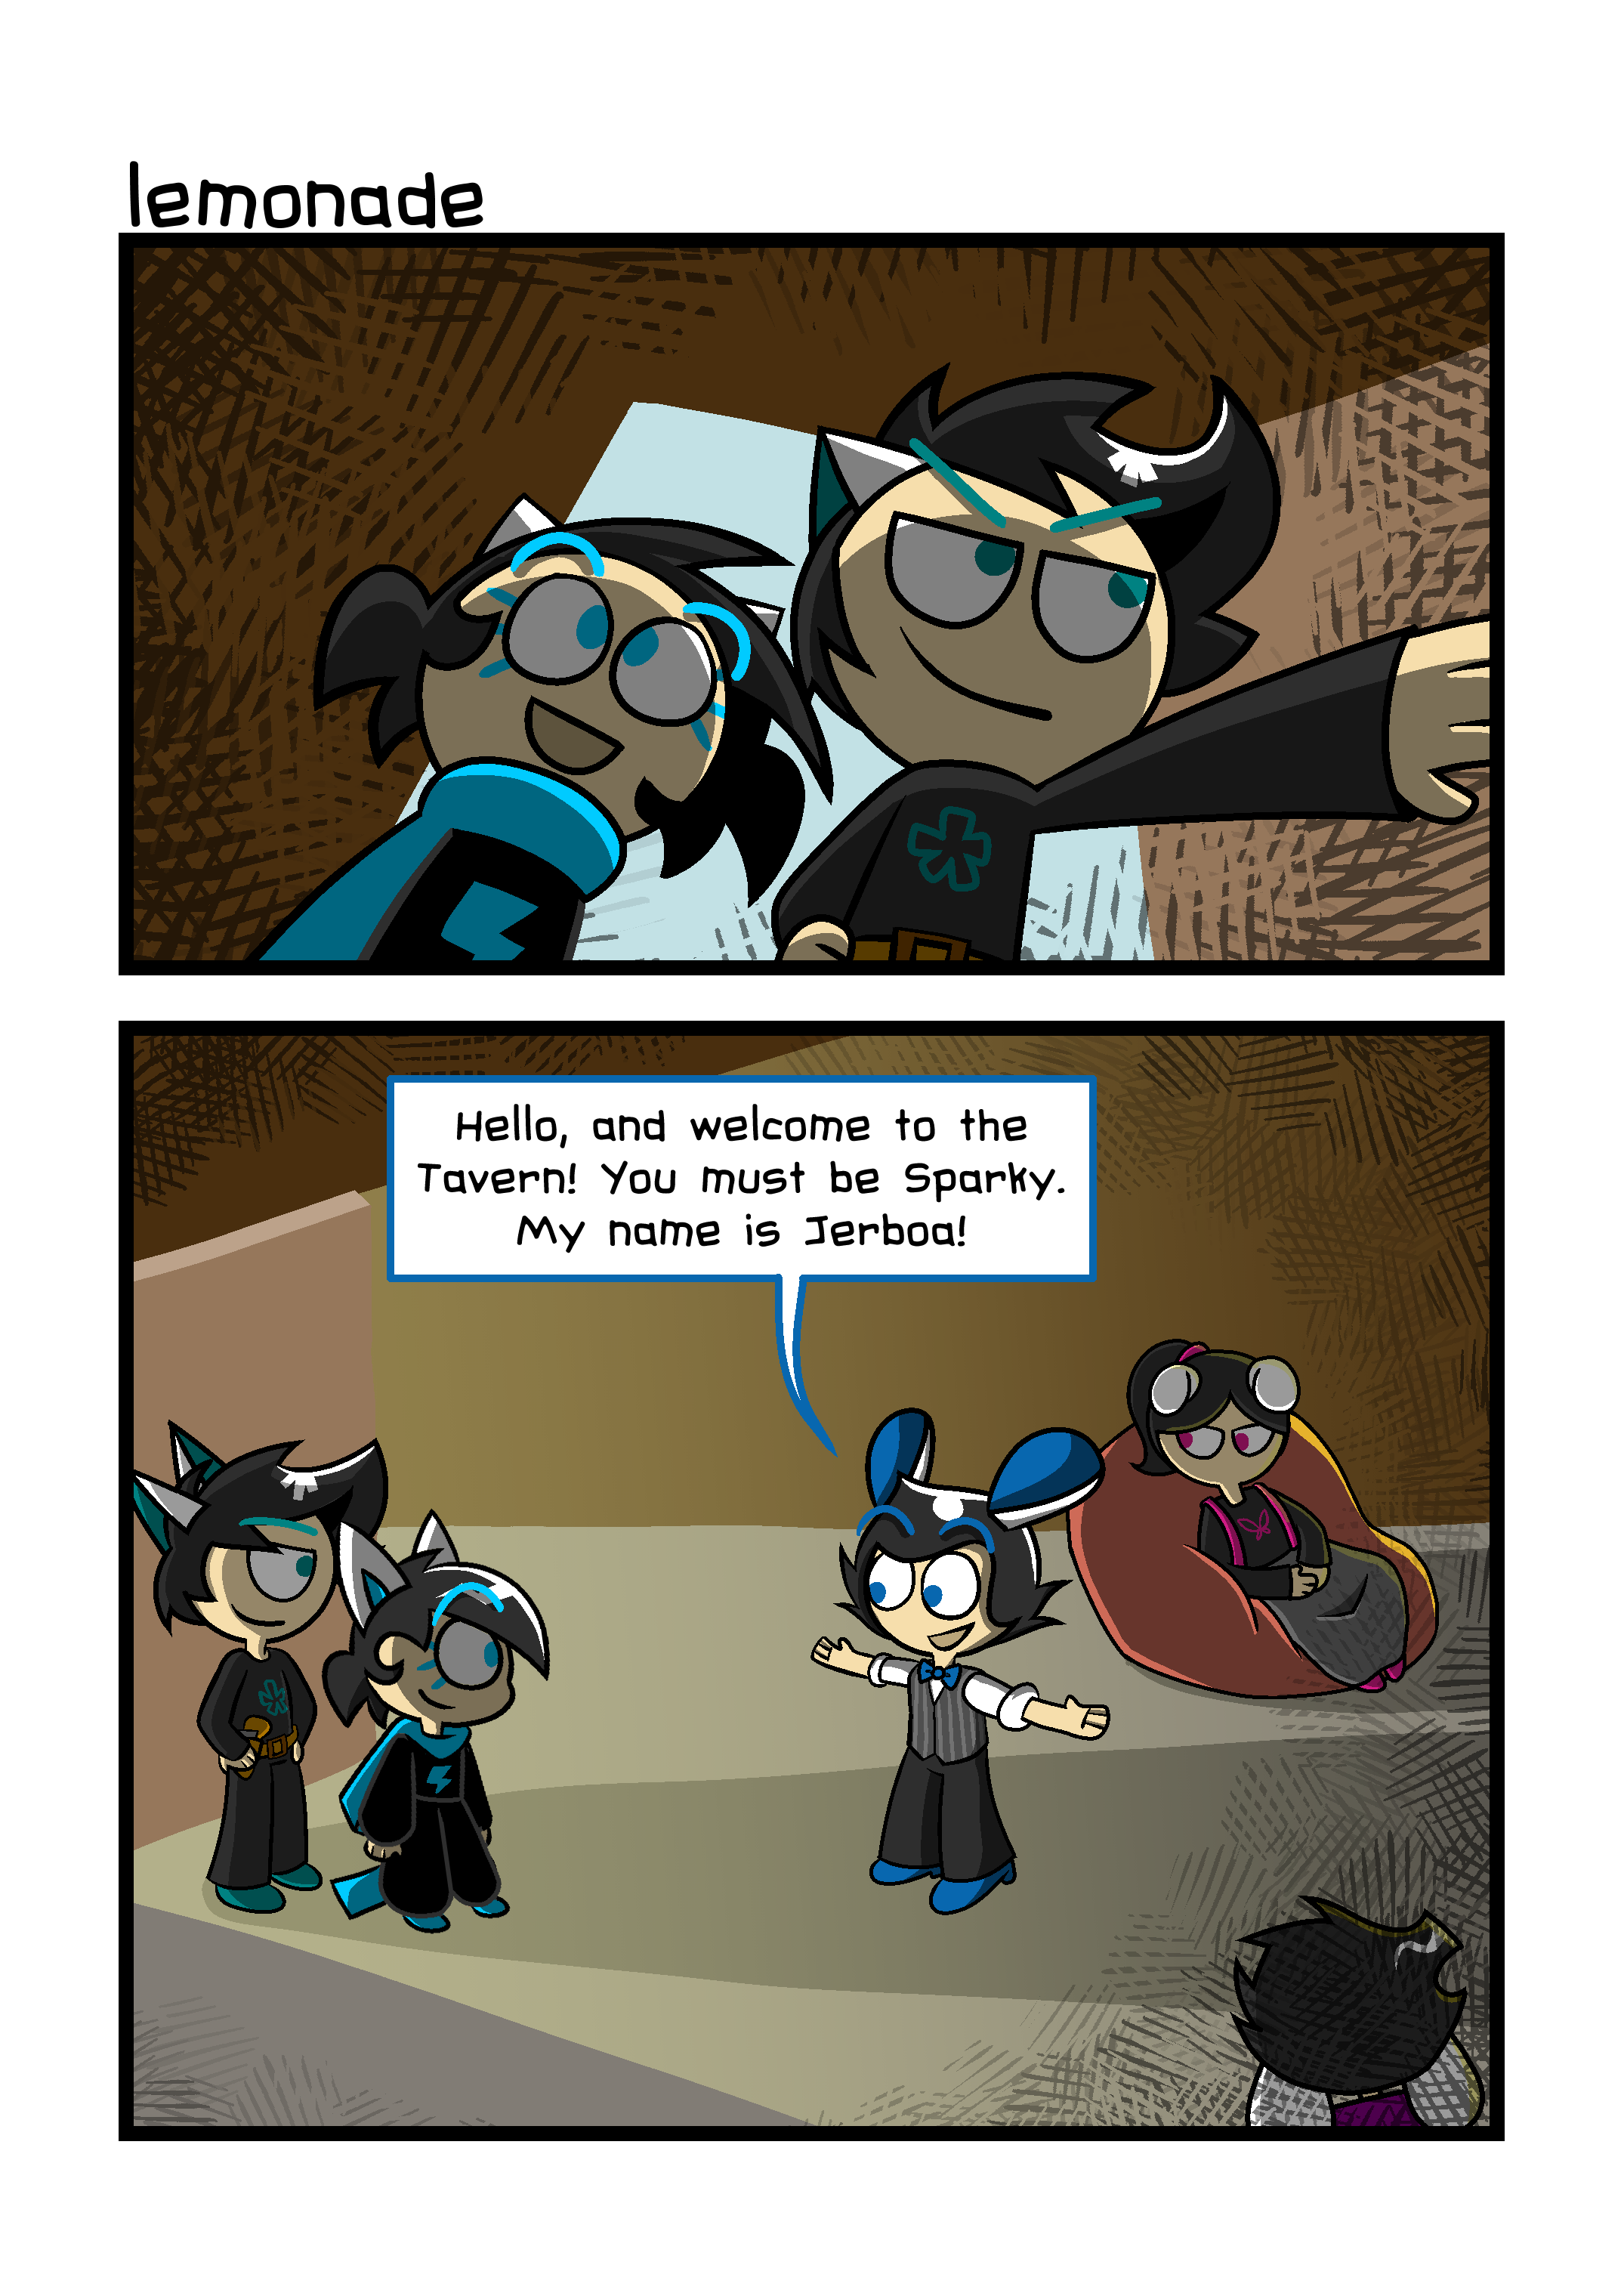 lemonade
Hello, and welcome to the
Tavern! You must be Sparky.
My name is Jerboa!